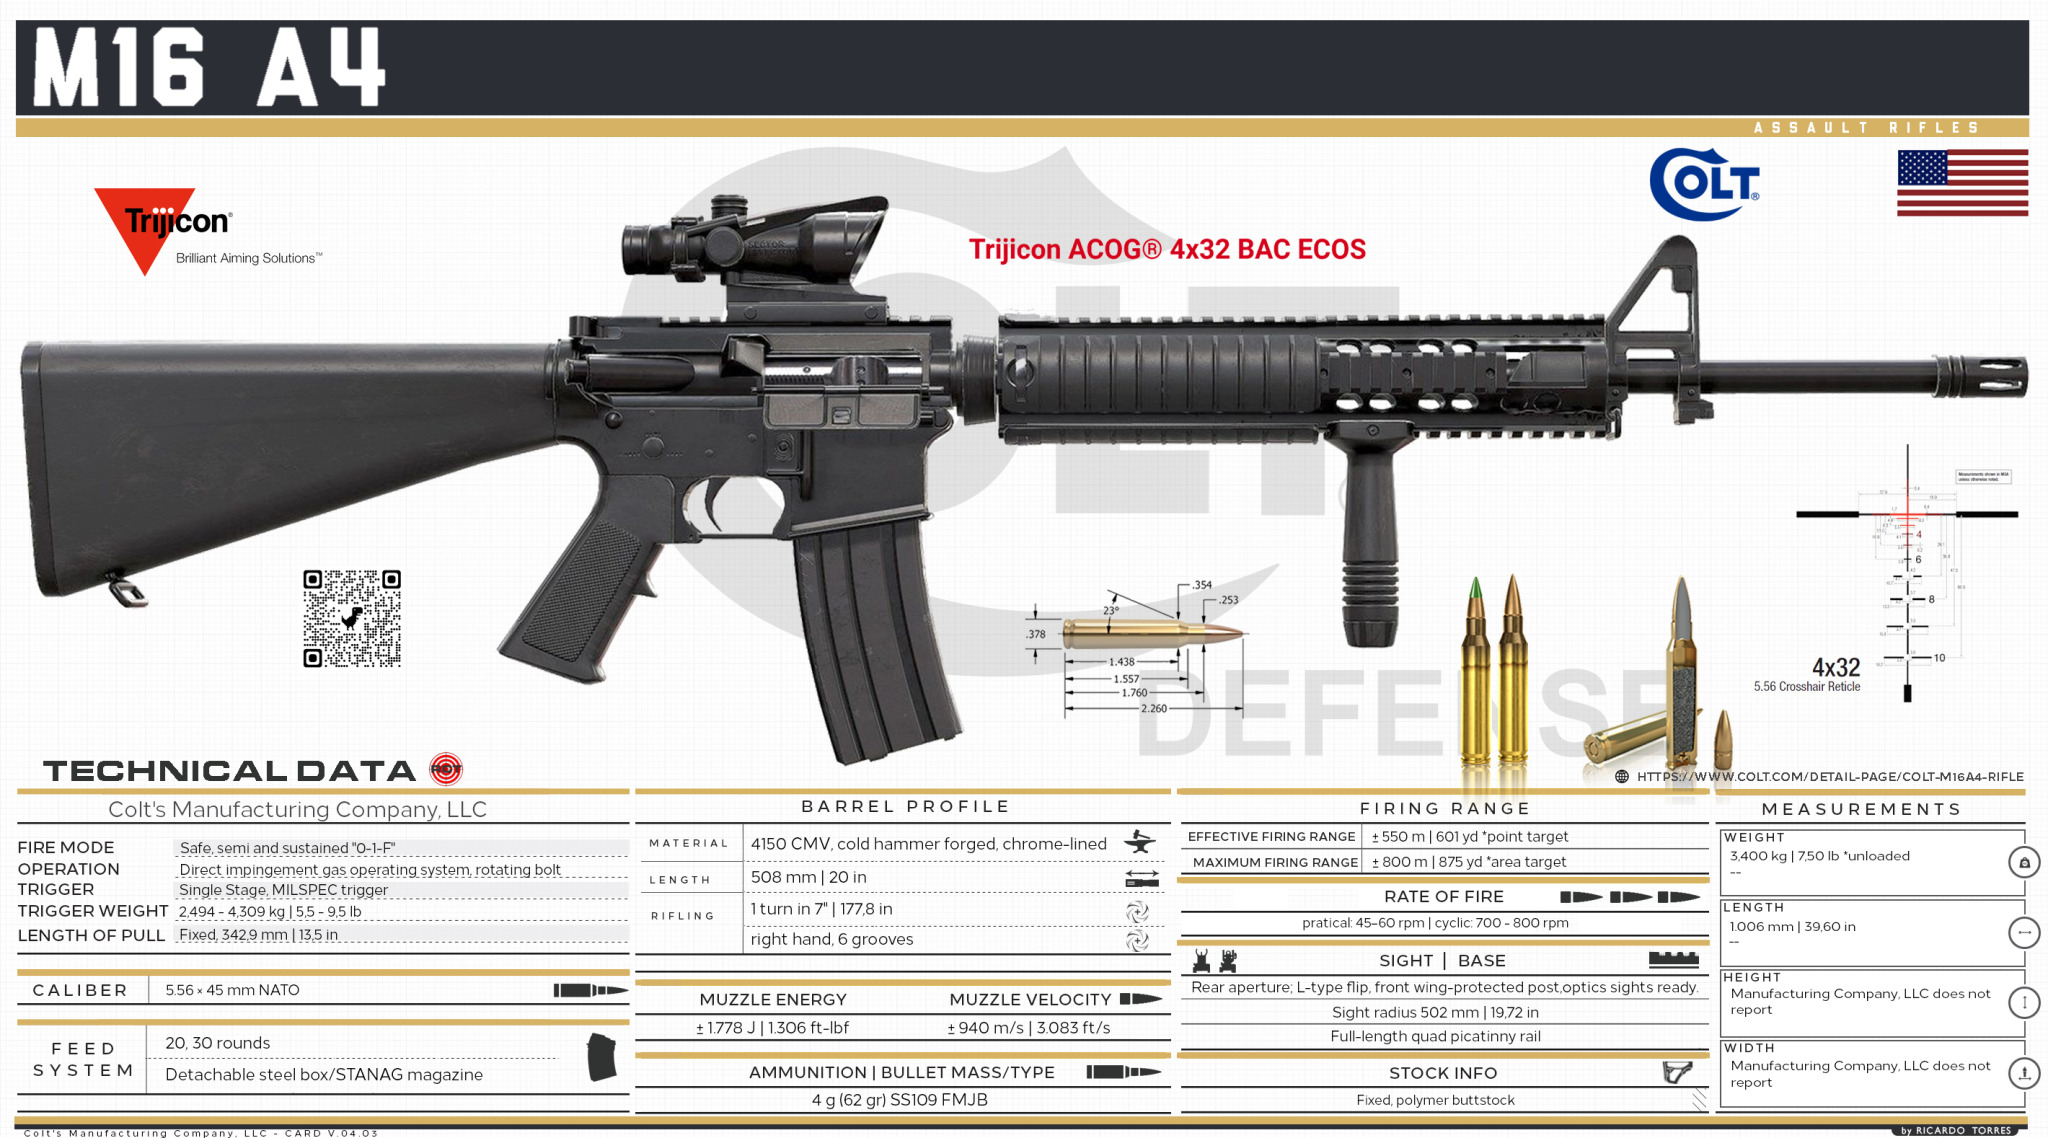 M16 A4
ASSAULT RIFLES
Trijicon®
Brilliant Aiming Solutions™
Trijicon ACOG® 4x32 BAC ECOS
COLT®
DEFENSE
.354
.253
23°
.378
1.438
1.557
1.760
2.260
Measurements shown in MOA
unless otherwise noted.
4
6
8
10
4x32
5.56 Crosshair Reticle
HTTPS://WWW.COLT.COM/DETAIL-PAGE/COLT-M16A4-RIFLE
TECHNICAL DATA
Colt's Manufacturing Company, LLC
FIRE MODE Safe, semi and sustained "0-1-F"
OPERATION Direct impingement gas operating system, rotating bolt
TRIGGER Single Stage, MILSPEC trigger
TRIGGER WEIGHT 2,494 - 4,309 kg | 5,5 - 9,5 lb
LENGTH OF PULL Fixed, 342,9 mm | 13,5 in
CALIBER 5.56 × 45 mm NATO
FEED SYSTEM
20, 30 rounds
Detachable steel box/STANAG magazine
BARREL PROFILE
MATERIAL 4150 CMV, cold hammer forged, chrome-lined
LENGTH 508 mm | 20 in
RIFLING 1 turn in 7" | 177,8 in
right hand, 6 grooves
MUZZLE ENERGY MUZZLE VELOCITY
± 1.778 J | 1.306 ft-lbf ± 940 m/s | 3.083 ft/s
AMMUNITION | BULLET MASS/TYPE
4 g (62 gr) SS109 FMJB
FIRING RANGE
EFFECTIVE FIRING RANGE ± 550 m | 601 yd *point target
MAXIMUM FIRING RANGE ± 800 m | 875 yd *area target
RATE OF FIRE
pratical: 45-60 rpm | cyclic: 700 - 800 rpm
SIGHT | BASE
Rear aperture; L-type flip, front wing-protected post,optics sights ready.
Sight radius 502 mm | 19,72 in
Full-length quad picatinny rail
STOCK INFO
Fixed, polymer buttstock
MEASUREMENTS
WEIGHT
3,400 kg | 7,50 lb *unloaded
--
LENGTH
1.006 mm | 39,60 in
--
HEIGHT
Manufacturing Company, LLC does not
report
WIDTH
Manufacturing Company, LLC does not
report
Colt's Manufacturing Company, LLC - CARD V.04.03
by RICARDO TORRES